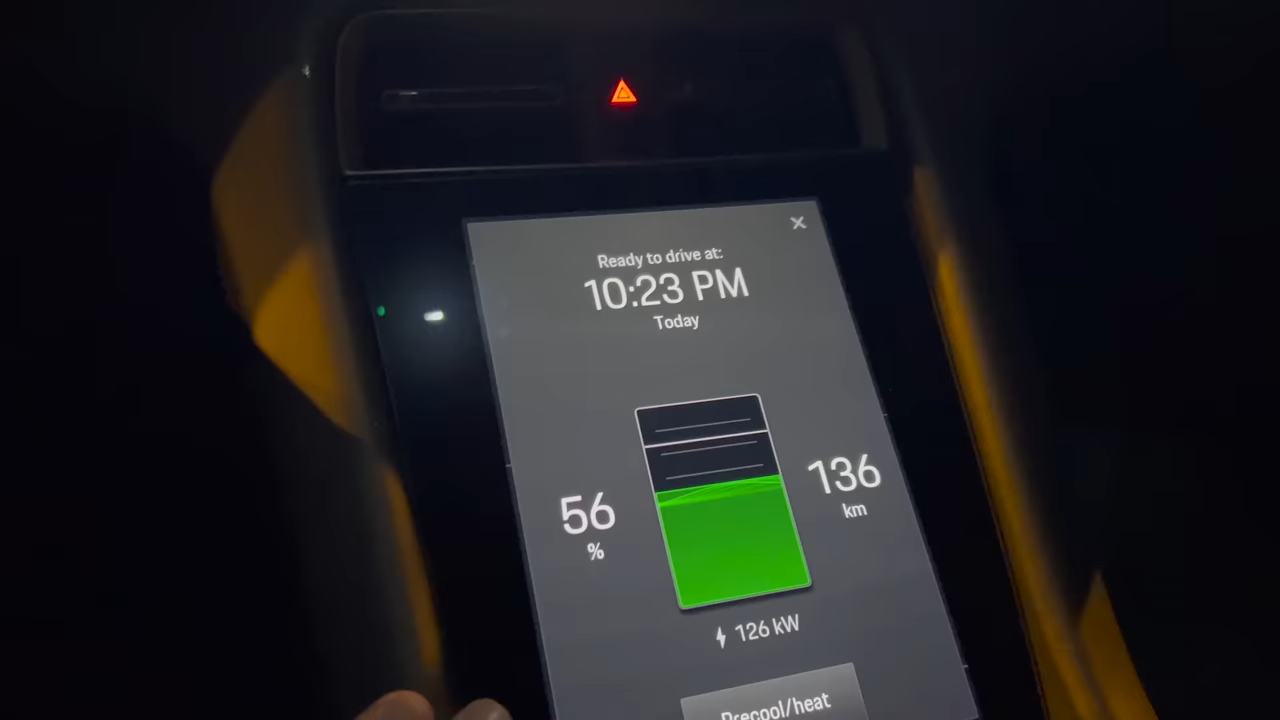 Ready to drive at:
10:23 PM
Today
56
%
136
km
126 kW
Precool/heat